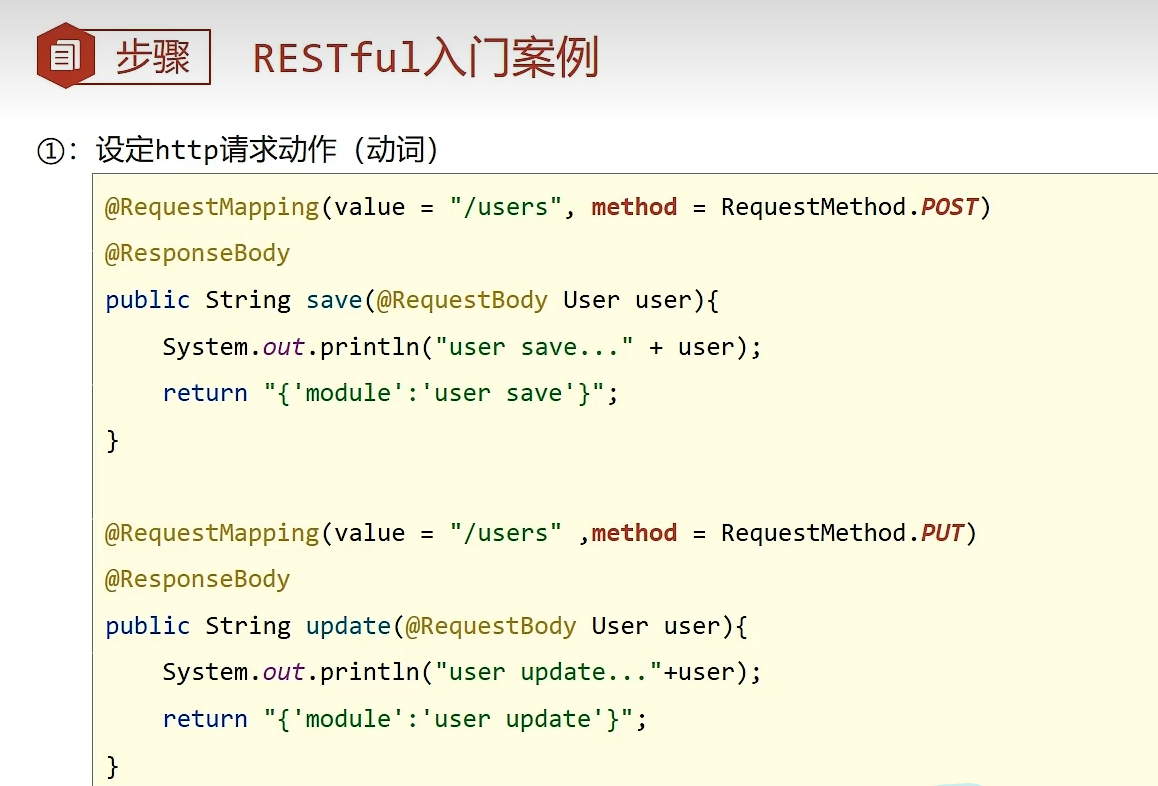 步骤 RESTful入门案例
①：设定http请求动作（动词）
@RequestMapping(value = "/users", method = RequestMethod.POST)
@ResponseBody
public String save(@RequestBody User user){
    System.out.println("user save..." + user);
    return "{'module':'user save'}";
}
@RequestMapping(value = "/users" ,method = RequestMethod.PUT)
@ResponseBody
public String update(@RequestBody User user){
    System.out.println("user update..."+user);
    return "{'module':'user update'}";
}